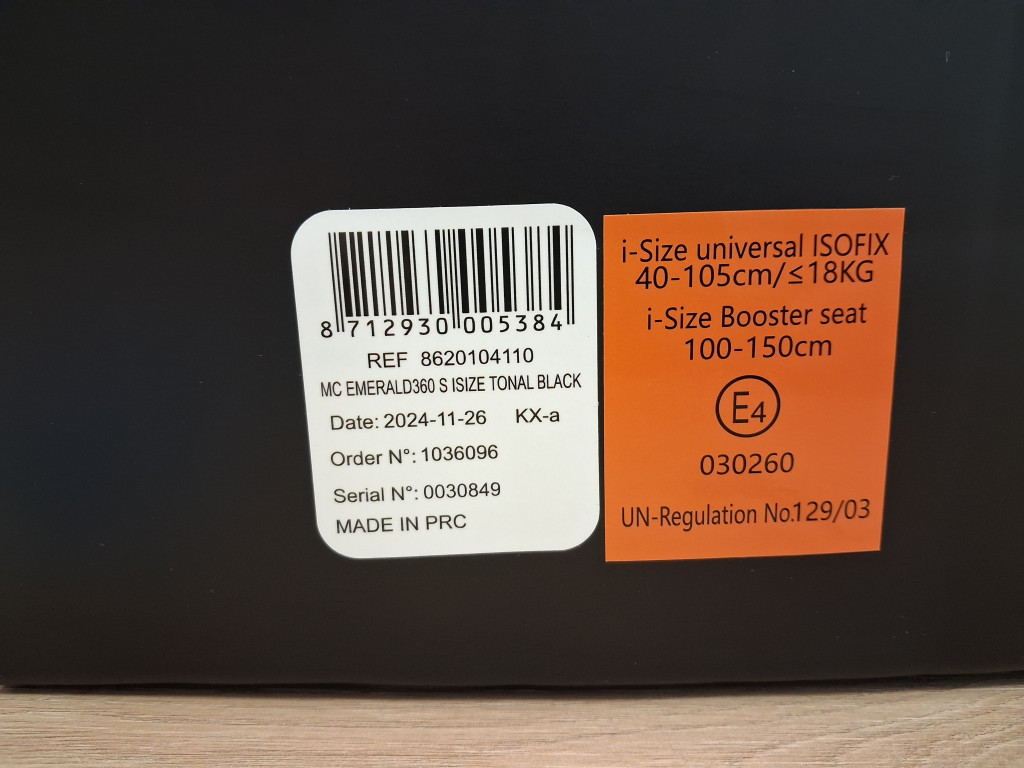 8 712930 005384
REF 8620104110
MC EMERALD360 S ISIZE TONAL BLACK
Date: 2024-11-26 KX-a
Order N°: 1036096
Serial N°: 0030849
MADE IN PRC
i-Size universal ISOFIX
40-105cm/≤18KG
i-Size Booster seat
100-150cm
E4
030260
UN-Regulation No.129/03